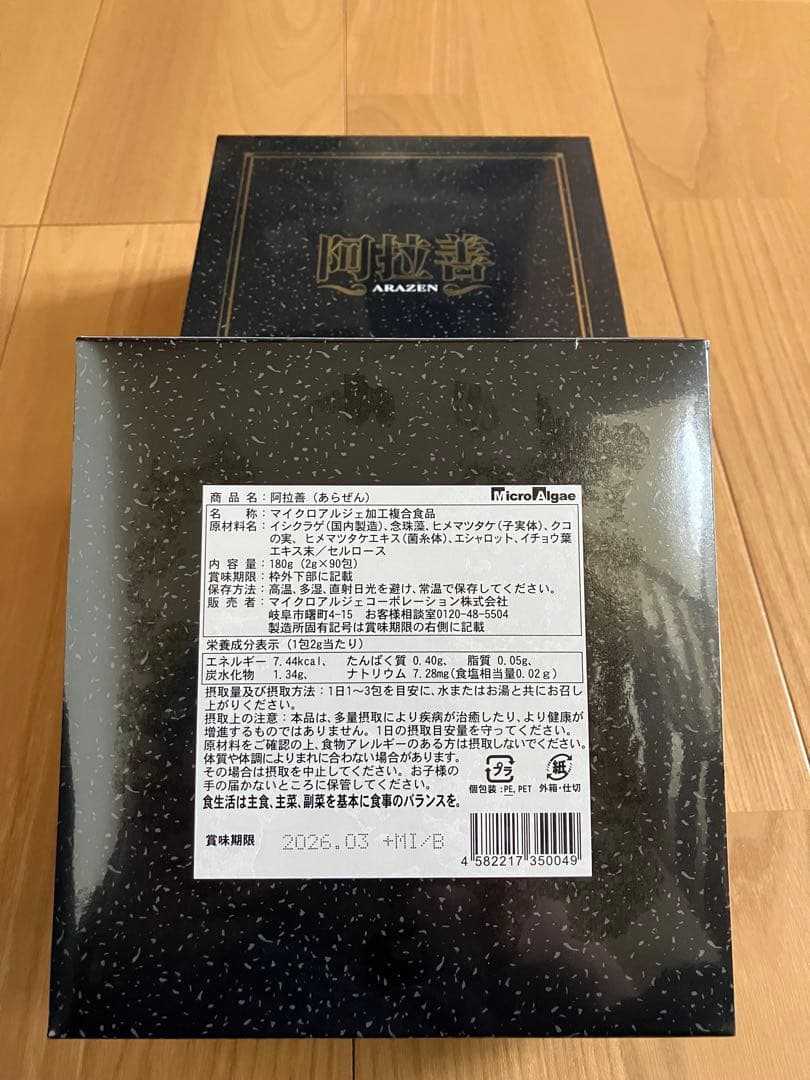 阿拉善
ARAZEN
商 品 名：阿拉善（あらぜん）
MicroAlgae
名　　称：マイクロアルジェ加工複合食品
原材料名：イシクラゲ（国内製造）、念珠藻、ヒメマツタケ（子実体）、クコ
の実、ヒメマツタケエキス（菌糸体）、エシャロット、イチョウ葉
エキス末／セルロース
内 容 量：180g（2g×90包）
賞味期限：枠外下部に記載
保存方法：高温、多湿、直射日光を避け、常温で保存してください。
販 売 者：マイクロアルジェコーポレーション株式会社
岐阜市曙町4-15　お客様相談室0120-48-5504
製造所固有記号は賞味期限の右側に記載
栄養成分表示（1包2g当たり）
エネルギー 7.44kcal、　たんぱく質 0.40g、　脂質 0.05g、
炭水化物　1.34g、　ナトリウム 7.28mg（食塩相当量0.02g）
摂取量及び摂取方法：1日1～3包を目安に、水またはお湯と共にお召し
上がりください。
摂取上の注意：本品は、多量摂取により疾病が治癒したり、より健康が
増進するものではありません。1日の摂取目安量を守ってください。
原材料をご確認の上、食物アレルギーのある方は摂取しないでください。
体質や体調によりまれに合わない場合があります。
その場合は摂取を中止してください。お子様の
手の届かないところに保管してください。
食生活は主食、主菜、副菜を基本に食事のバランスを。
プラ
個包装：PE, PET
紙
外箱・仕切
賞味期限　2026.03 +MI/B
4 582217 350049